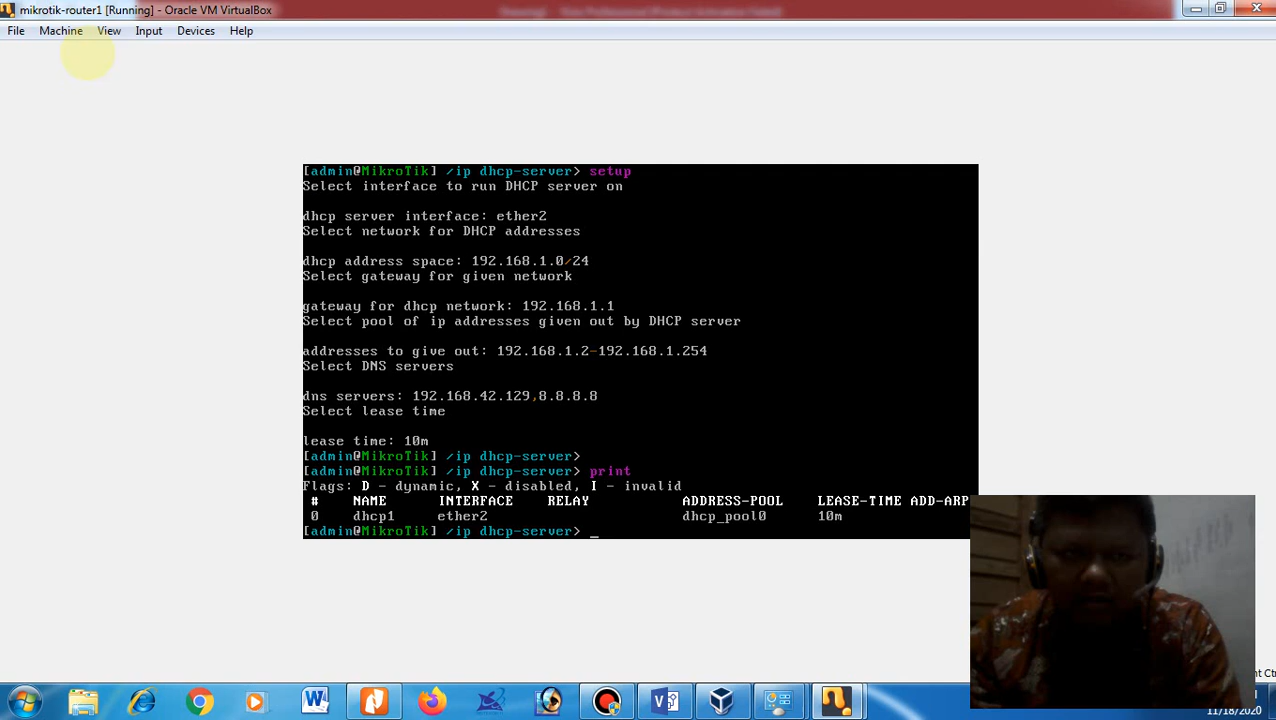 mikrotik-router1 [Running] - Oracle VM VirtualBox
File Machine View Input Devices Help
[admin@MikroTik] /ip dhcp-server> setup
Select interface to run DHCP server on
dhcp server interface: ether2
Select network for DHCP addresses
dhcp address space: 192.168.1.0/24
Select gateway for given network
gateway for dhcp network: 192.168.1.1
Select pool of ip addresses given out by DHCP server
addresses to give out: 192.168.1.2-192.168.1.254
Select DNS servers
dns servers: 192.168.42.129,8.8.8.8
Select lease time
lease time: 10m
[admin@MikroTik] /ip dhcp-server>
[admin@MikroTik] /ip dhcp-server> print
Flags: D - dynamic, X - disabled, I - invalid
# NAME INTERFACE RELAY ADDRESS-POOL LEASE-TIME ADD-ARP
0 dhcp1 ether2 dhcp_pool0 10m
[admin@MikroTik] /ip dhcp-server> _
11/18/2020